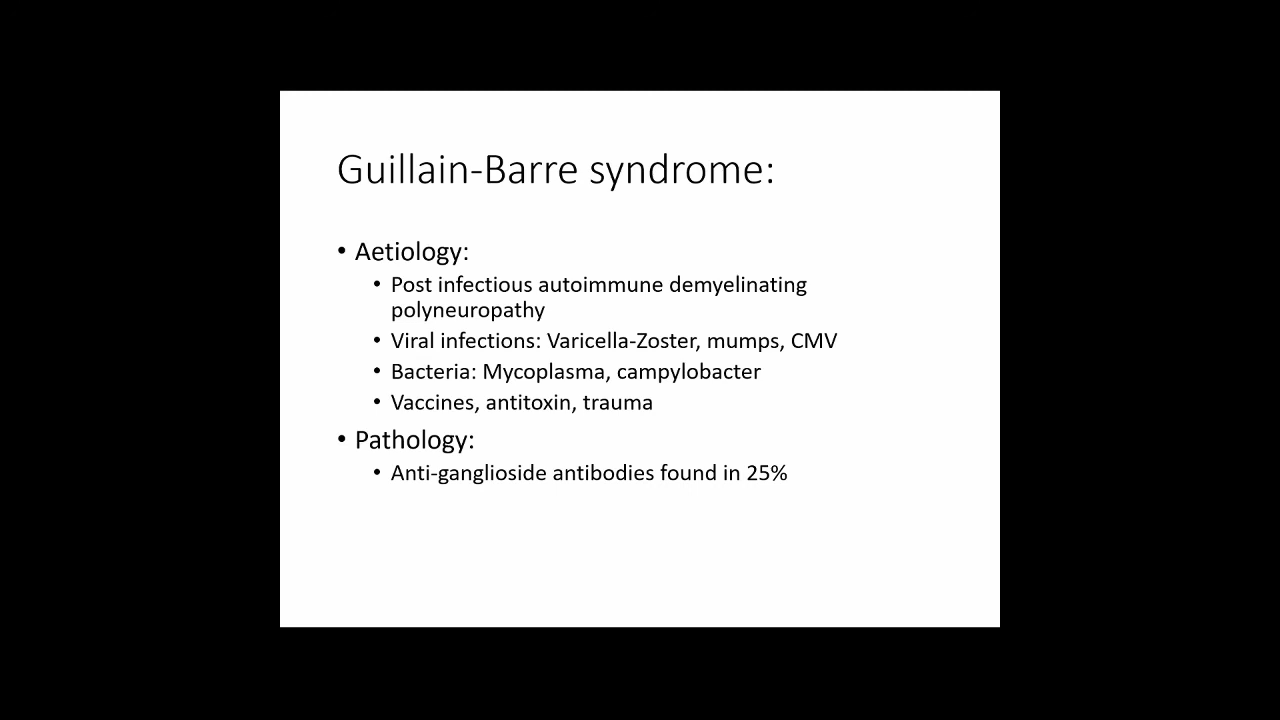 Guillain-Barre syndrome:
• Aetiology:
• Post infectious autoimmune demyelinating
polyneuropathy
• Viral infections: Varicella-Zoster, mumps, CMV
• Bacteria: Mycoplasma, campylobacter
• Vaccines, antitoxin, trauma
• Pathology:
• Anti-ganglioside antibodies found in 25%